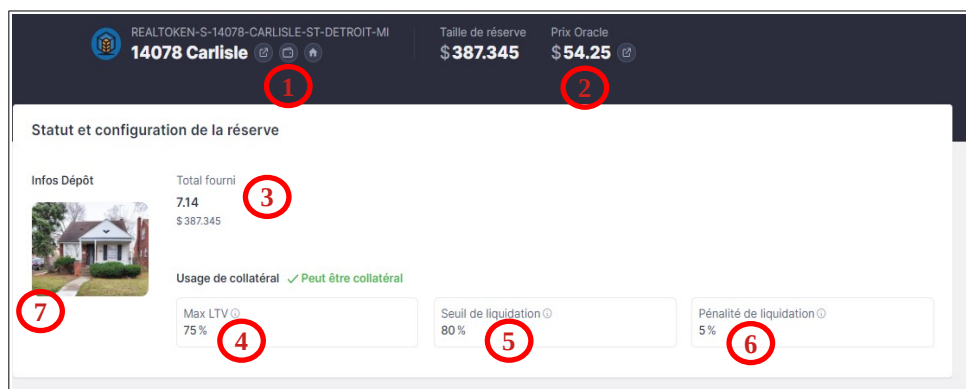 REALTOKEN-S-14078-CARLISLE-ST-DETROIT-MI
14078 Carlisle
Taille de réserve
$387.345
Prix Oracle
$54.25
1
2
Statut et configuration de la réserve
Infos Dépôt
Total fourni
3
7.14
$387.345
Usage de collatéral ✓ Peut être collatéral
7
Max LTV
75 %
4
Seuil de liquidation
80 %
5
Pénalité de liquidation
5 %
6